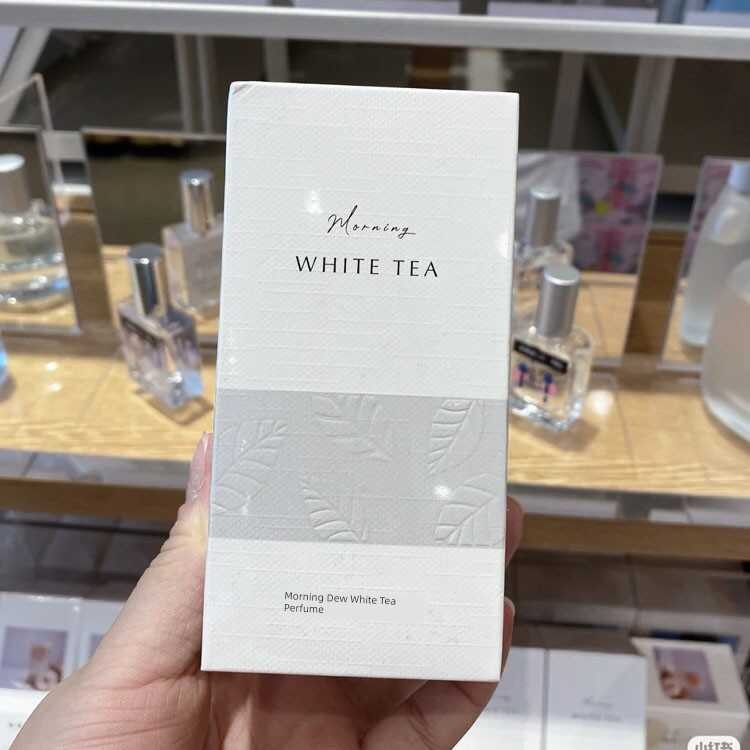 Morning
WHITE TEA
Morning Dew White Tea
Perfume